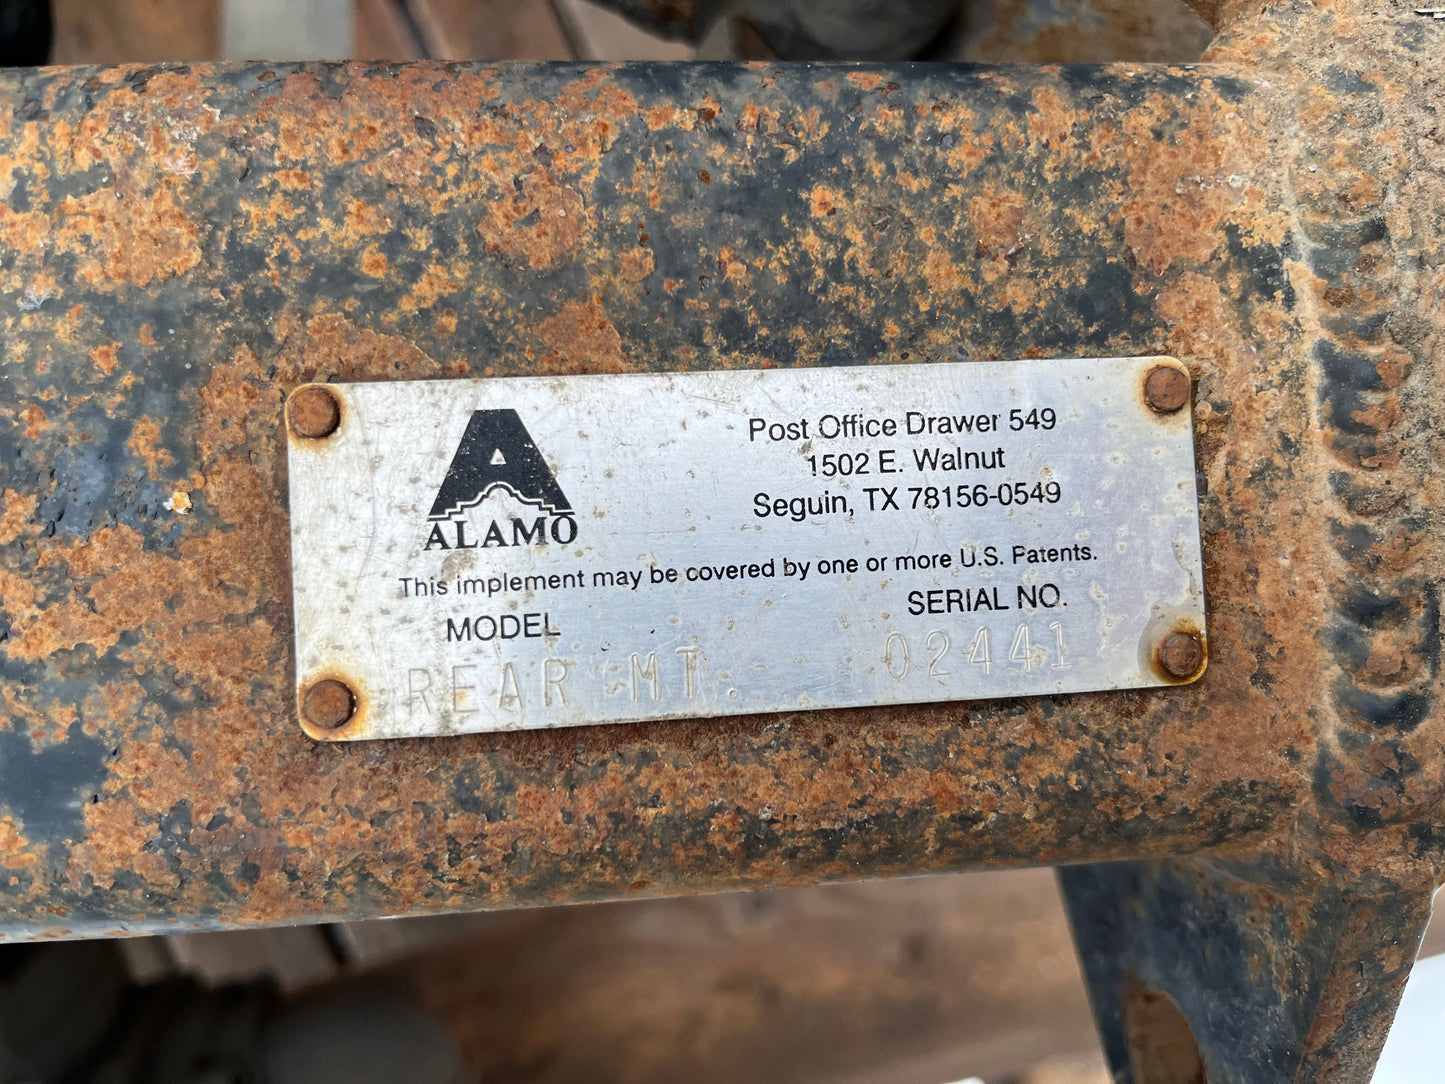 ALAMO
Post Office Drawer 549
1502 E. Walnut
Seguin, TX 78156-0549
This implement may be covered by one or more U.S. Patents.
MODEL
SERIAL NO.
REAR MT.
02441